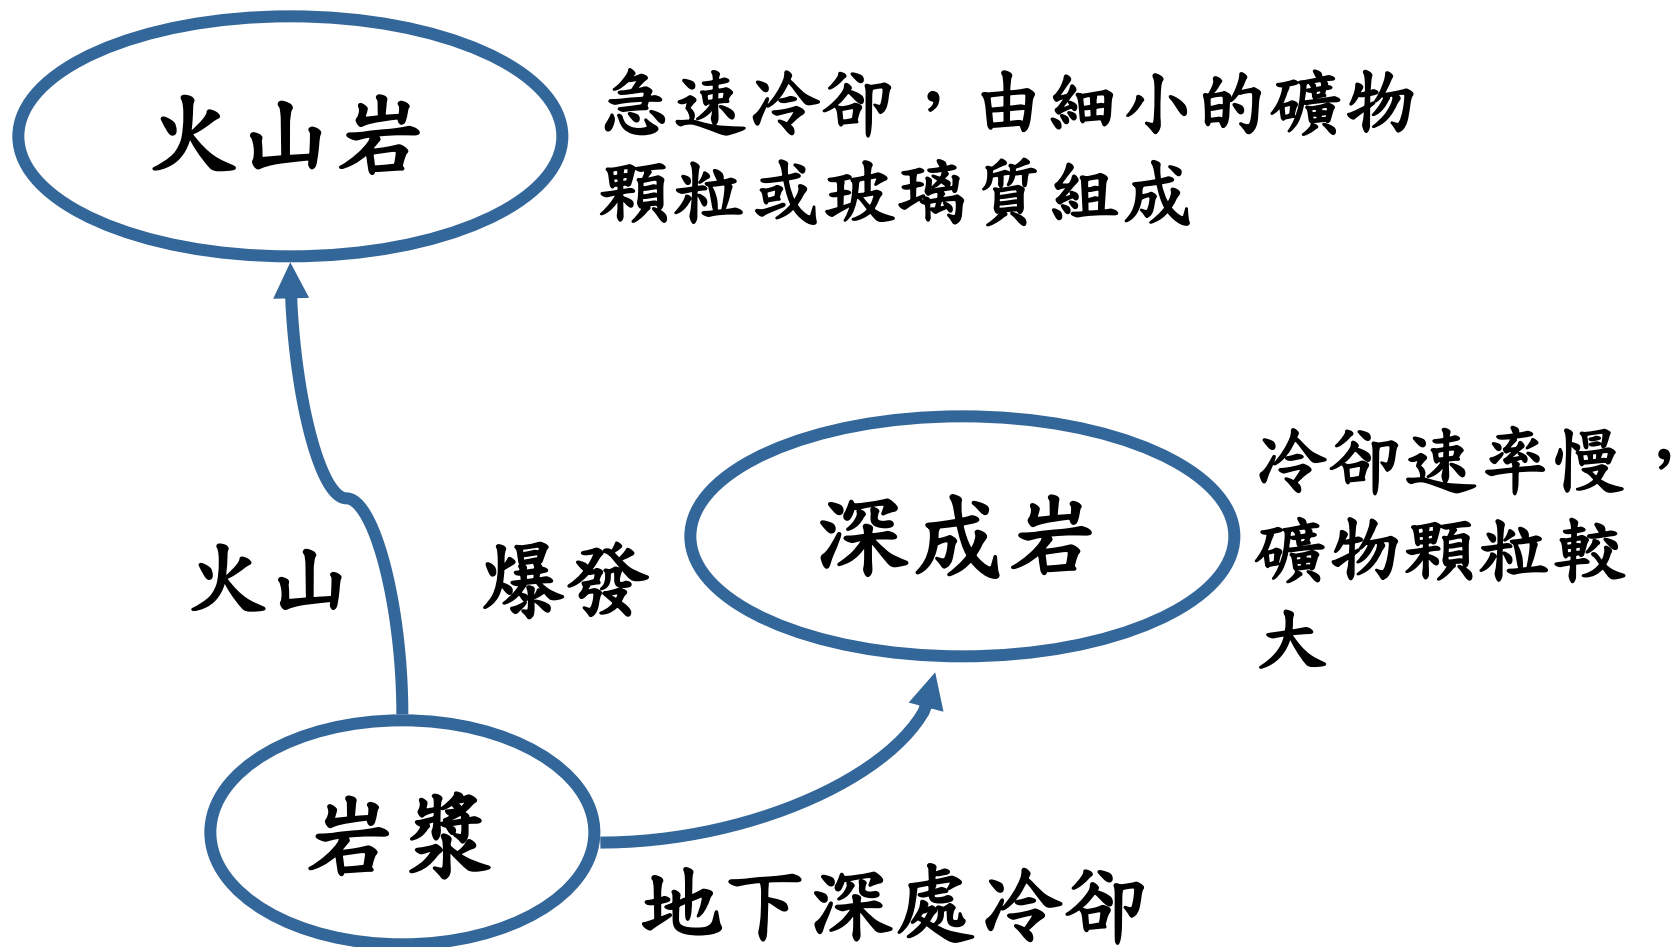 火山岩
急速冷卻，由細小的礦物
顆粒或玻璃質組成
深成岩
冷卻速率慢，
礦物顆粒較
大
火山 爆發
岩漿
地下深處冷卻